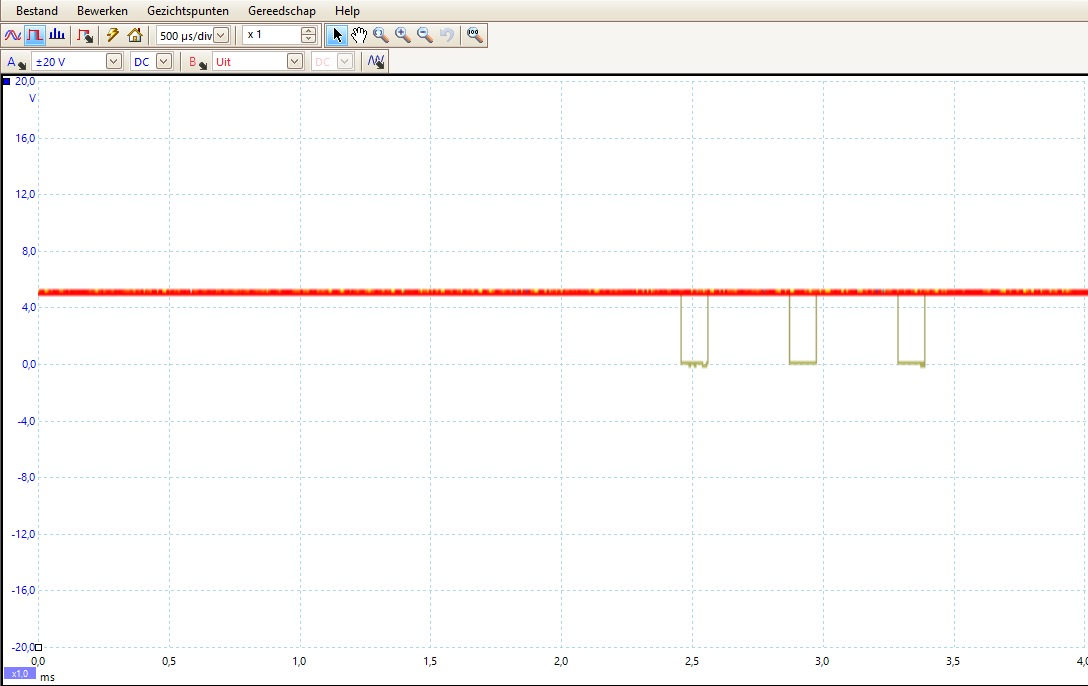 Bestand Bewerken Gezichtspunten Gereedschap Help
500 µs/div x 1
A ±20 V DC B Uit DC
20,0
V
16,0
12,0
8,0
4,0
0,0
-4,0
-8,0
-12,0
-16,0
-20,0
0,0 0,5 1,0 1,5 2,0 2,5 3,0 3,5 4,0
x1,0 ms